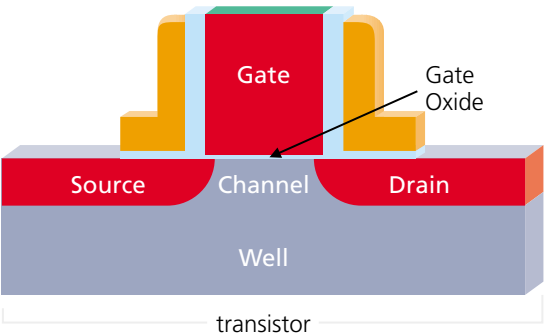 Gate
Gate
Oxide
Source
Channel
Drain
Well
transistor